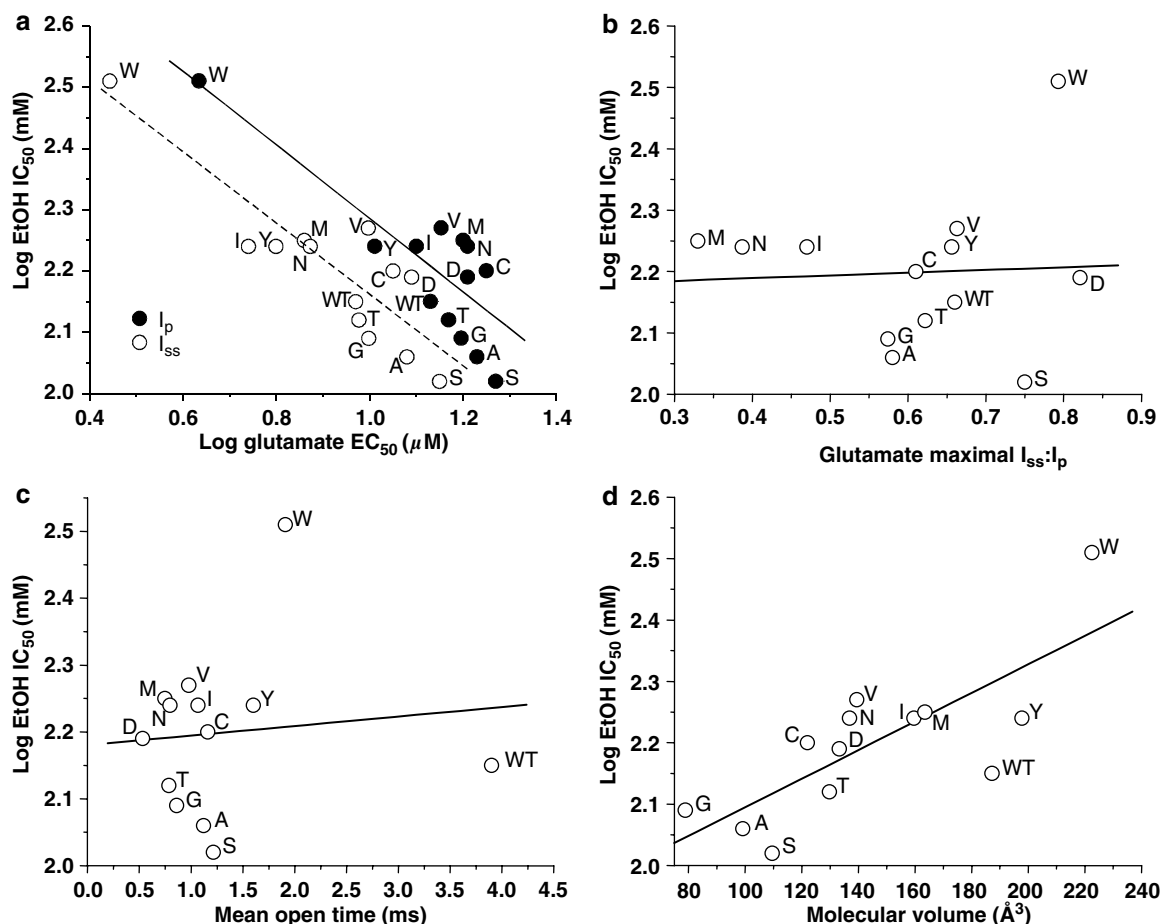 a
Log EtOH IC50 (mM)
2.6
2.5
2.4
2.3
2.2
2.1
2.0
W W
V V M
I Y M N Y I N
C D D C
WT T WT T
G A G A
S S
Ip
Iss
0.4 0.6 0.8 1.0 1.2 1.4
Log glutamate EC50 (μM)
b
Log EtOH IC50 (mM)
2.6
2.5
2.4
2.3
2.2
2.1
2.0
W
M N I V Y
C D
WT T
G A S
0.3 0.4 0.5 0.6 0.7 0.8 0.9
Glutamate maximal Iss:Ip
c
Log EtOH IC50 (mM)
2.5
2.4
2.3
2.2
2.1
2.0
W
M V I Y
N D C
WT
T G A S
0.0 0.5 1.0 1.5 2.0 2.5 3.0 3.5 4.0 4.5
Mean open time (ms)
d
Log EtOH IC50 (mM)
2.6
2.5
2.4
2.3
2.2
2.1
2.0
W
V N I M Y
C D
T WT
G A S
80 100 120 140 160 180 200 220 240
Molecular volume (Å3)